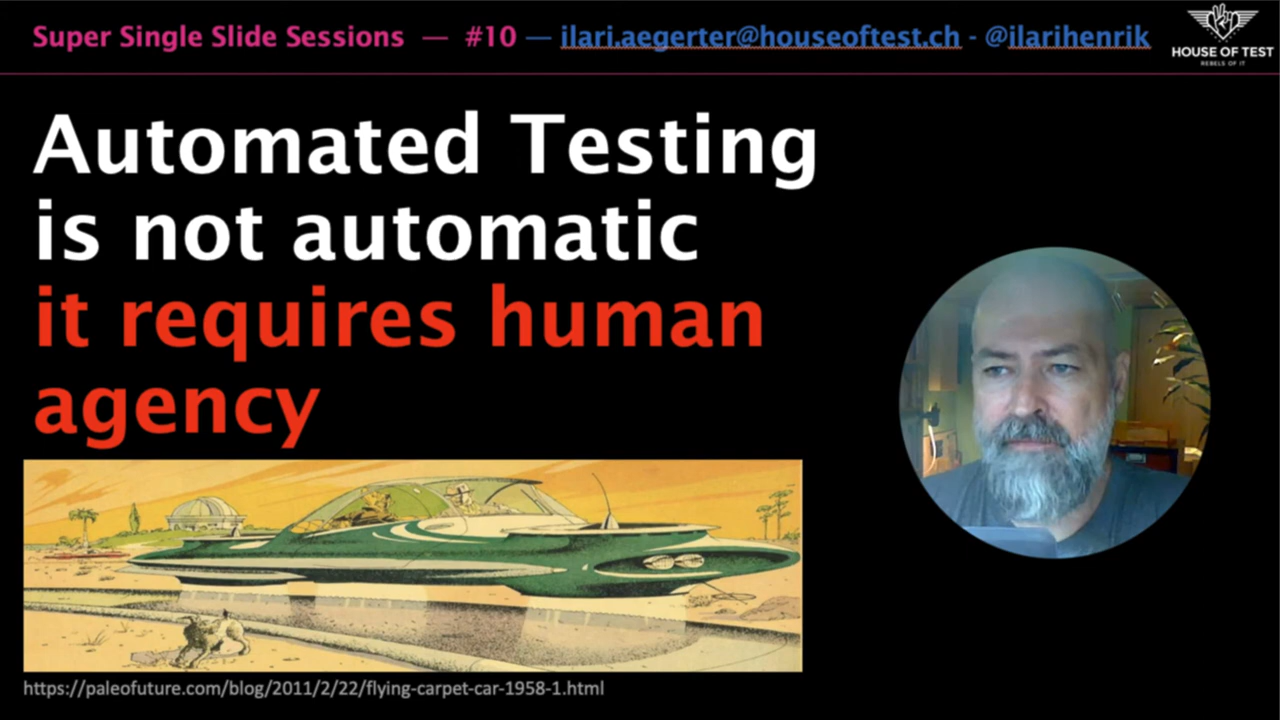 Super Single Slide Sessions — #10 — ilari.aegerter@houseoftest.ch - @ilarihenrik
HOUSE OF TEST
REBELS OF IT
Automated Testing
is not automatic
it requires human
agency
https://paleofuture.com/blog/2011/2/22/flying-carpet-car-1958-1.html